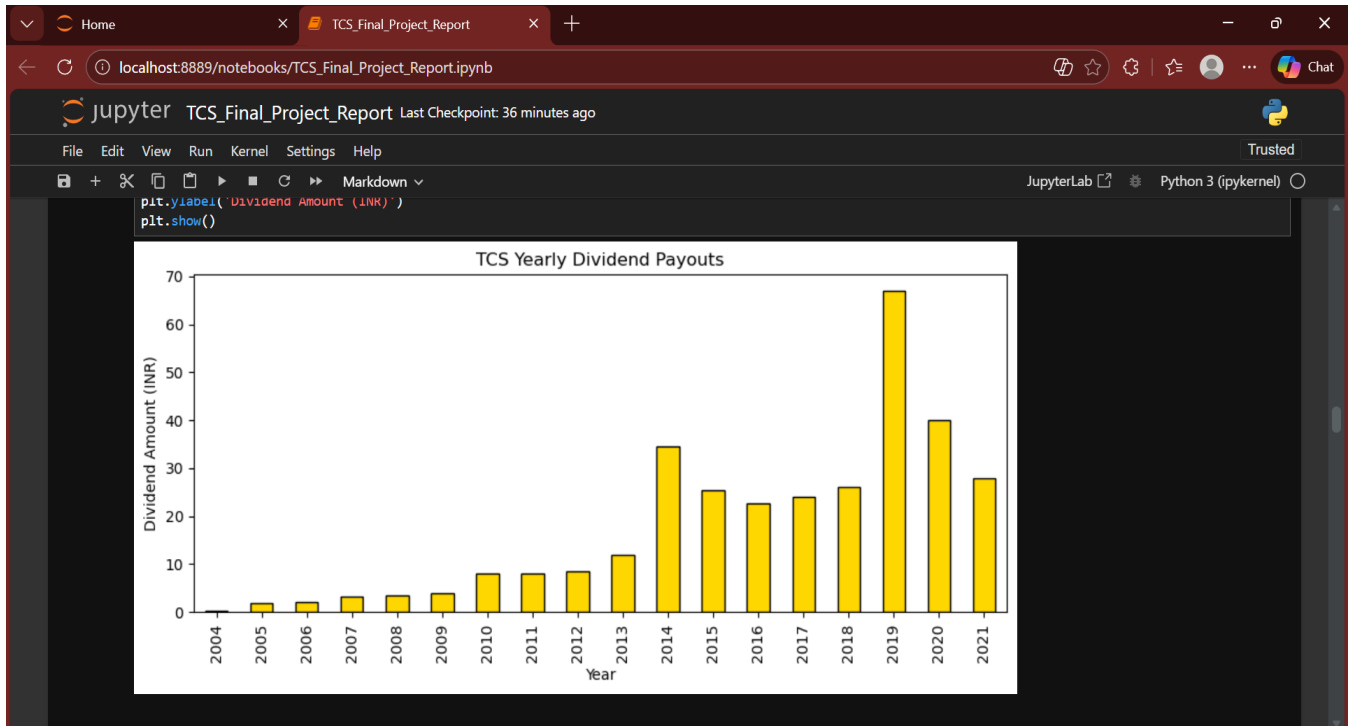 Home
TCS_Final_Project_Report
localhost:8889/notebooks/TCS_Final_Project_Report.ipynb
Chat
jupyter TCS_Final_Project_Report Last Checkpoint: 36 minutes ago
File Edit View Run Kernel Settings Help
Trusted
Markdown
JupyterLab
Python 3 (ipykernel)
plt.ylabel('Dividend Amount (INR)')
plt.show()
TCS Yearly Dividend Payouts
Dividend Amount (INR)
70
60
50
40
30
20
10
0
2004 2005 2006 2007 2008 2009 2010 2011 2012 2013 2014 2015 2016 2017 2018 2019 2020 2021
Year